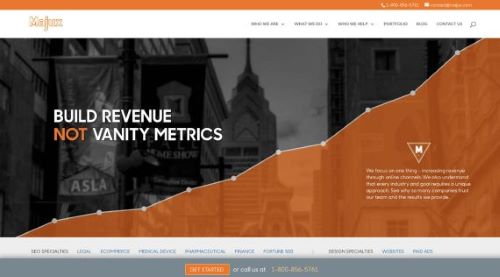 1-800-856-5761 contact@majux.com
Majux
WHO WE ARE WHAT WE DO WHO WE HELP PORTFOLIO BLOG CONTACT US
BUILD REVENUE
NOT VANITY METRICS
ASLA
M
We focus on one thing – increasing revenue
through online channels. We also understand
that every industry and goal requires a unique
approach. See why so many companies trust
our team and the results we provide.
SEO SPECIALTIES LEGAL ECOMMERCE MEDICAL DEVICE PHARMACEUTICAL FINANCE FORTUNE 500 DESIGN SPECIALTIES WEBSITES PAID ADS
GET STARTED or call us at 1-800-856-5761